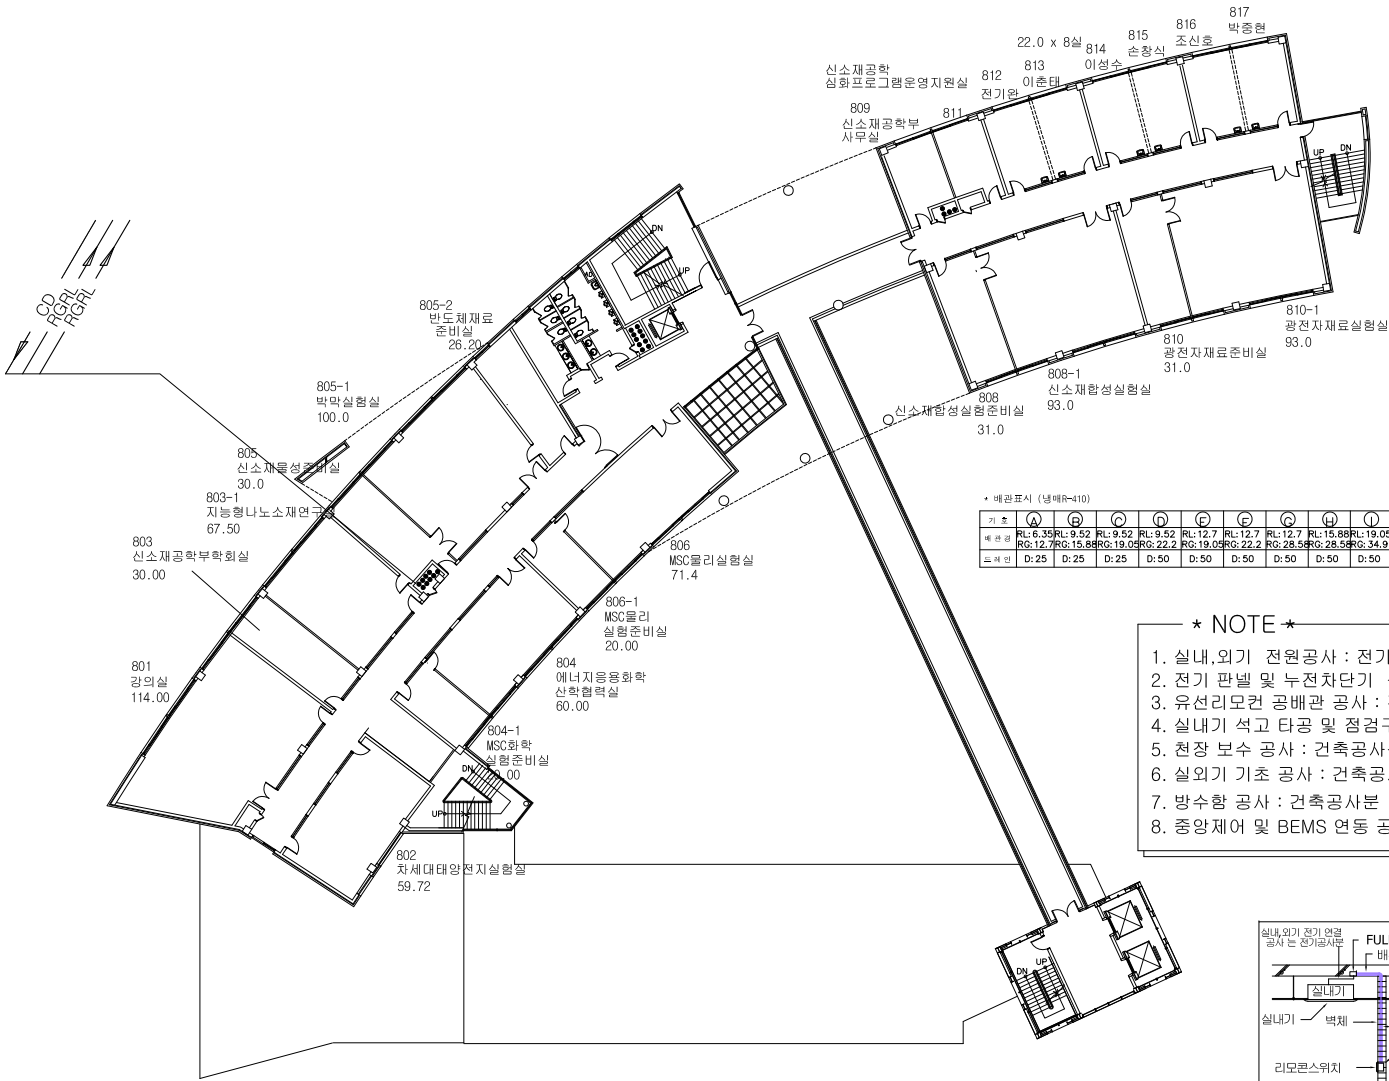 817
박중현
816
조신호
815
손창식
22.0 x 8실
814
이성수
813
이춘태
812
전기완
신소재공학
심화프로그램운영지원실
811
809
신소재공학부
사무실
UP
DN
DN
UP
CD
RGRL
RGRL
805-2
반도체재료
준비실
26.20
810-1
광전자재료실험실
93.0
810
광전자재료준비실
31.0
808-1
신소재합성실험실
93.0
808
신소재합성실험준비실
31.0
805-1
박막실험실
100.0
805
신소재물성준비실
30.0
803-1
지능형나노소재연구
67.50
803
신소재공학부학회실
30.00
801
강의실
114.00
806
MSC물리실험실
71.4
806-1
MSC물리
실험준비실
20.00
804
에너지응용화학
산학협력실
60.00
804-1
MSC화학
실험준비실
DN
UP
802
차세대태양전지실험실
59.72
DN
UP
* 배관표시 (냉매R-410)
기 호 A B C D E F G H I
배 관 경 RL:6.35 RL:9.52 RL:9.52 RL:9.52 RL:12.7 RL:12.7 RL:12.7 RL:15.88 RL:19.05
RG:12.7 RG:15.88 RG:19.05 RG:22.2 RG:19.05 RG:22.2 RG:28.58 RG:28.58 RG:34.9
드레인 D:25 D:25 D:25 D:50 D:50 D:50 D:50 D:50 D:50
* NOTE *
1. 실내,외기 전원공사 : 전기
2. 전기 판넬 및 누전차단기
3. 유선리모컨 공배관 공사 :
4. 실내기 석고 타공 및 점검구
5. 천장 보수 공사 : 건축공사
6. 실외기 기초 공사 : 건축공
7. 방수함 공사 : 건축공사분
8. 중앙제어 및 BEMS 연동 공
실내,외기 전기 연결
공사 는 전기공사분
FUL
배
실내기
실내기
벽체
리모콘스위치